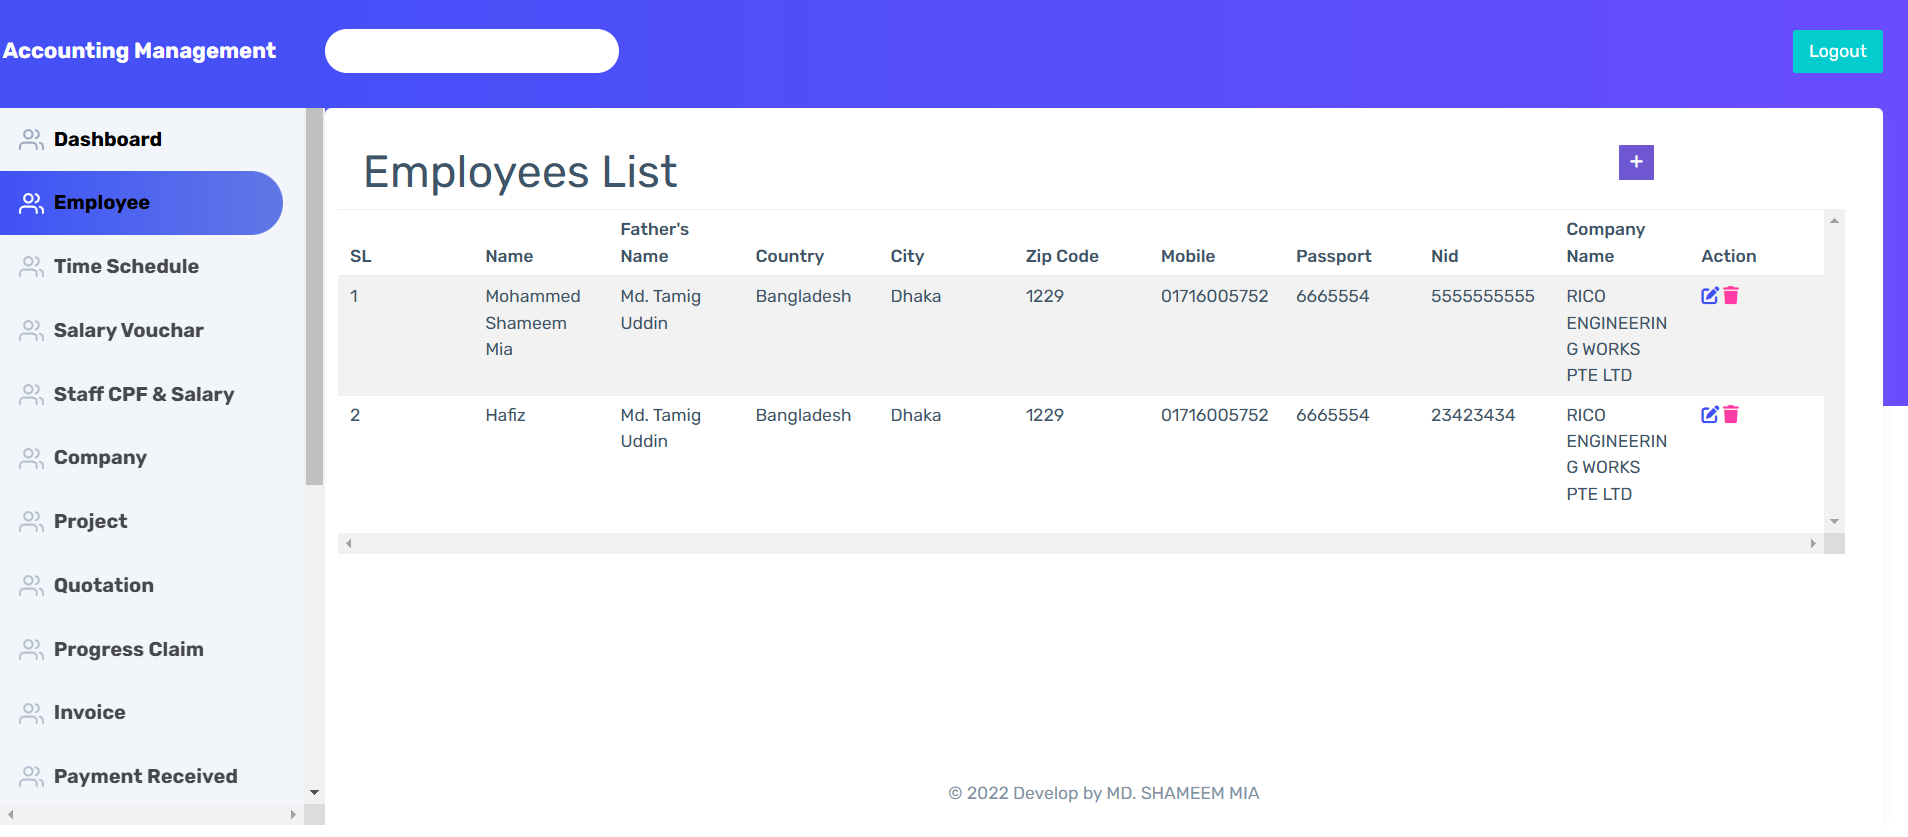 Accounting Management
Logout
Dashboard
Employee
Time Schedule
Salary Vouchar
Staff CPF & Salary
Company
Project
Quotation
Progress Claim
Invoice
Payment Received
Employees List
+
SL Name Father's Name Country City Zip Code Mobile Passport Nid Company Name Action
1 Mohammed Shameem Mia Md. Tamig Uddin Bangladesh Dhaka 1229 01716005752 6665554 5555555555 RICO ENGINEERING WORKS PTE LTD
2 Hafiz Md. Tamig Uddin Bangladesh Dhaka 1229 01716005752 6665554 23423434 RICO ENGINEERING WORKS PTE LTD
© 2022 Develop by MD. SHAMEEM MIA